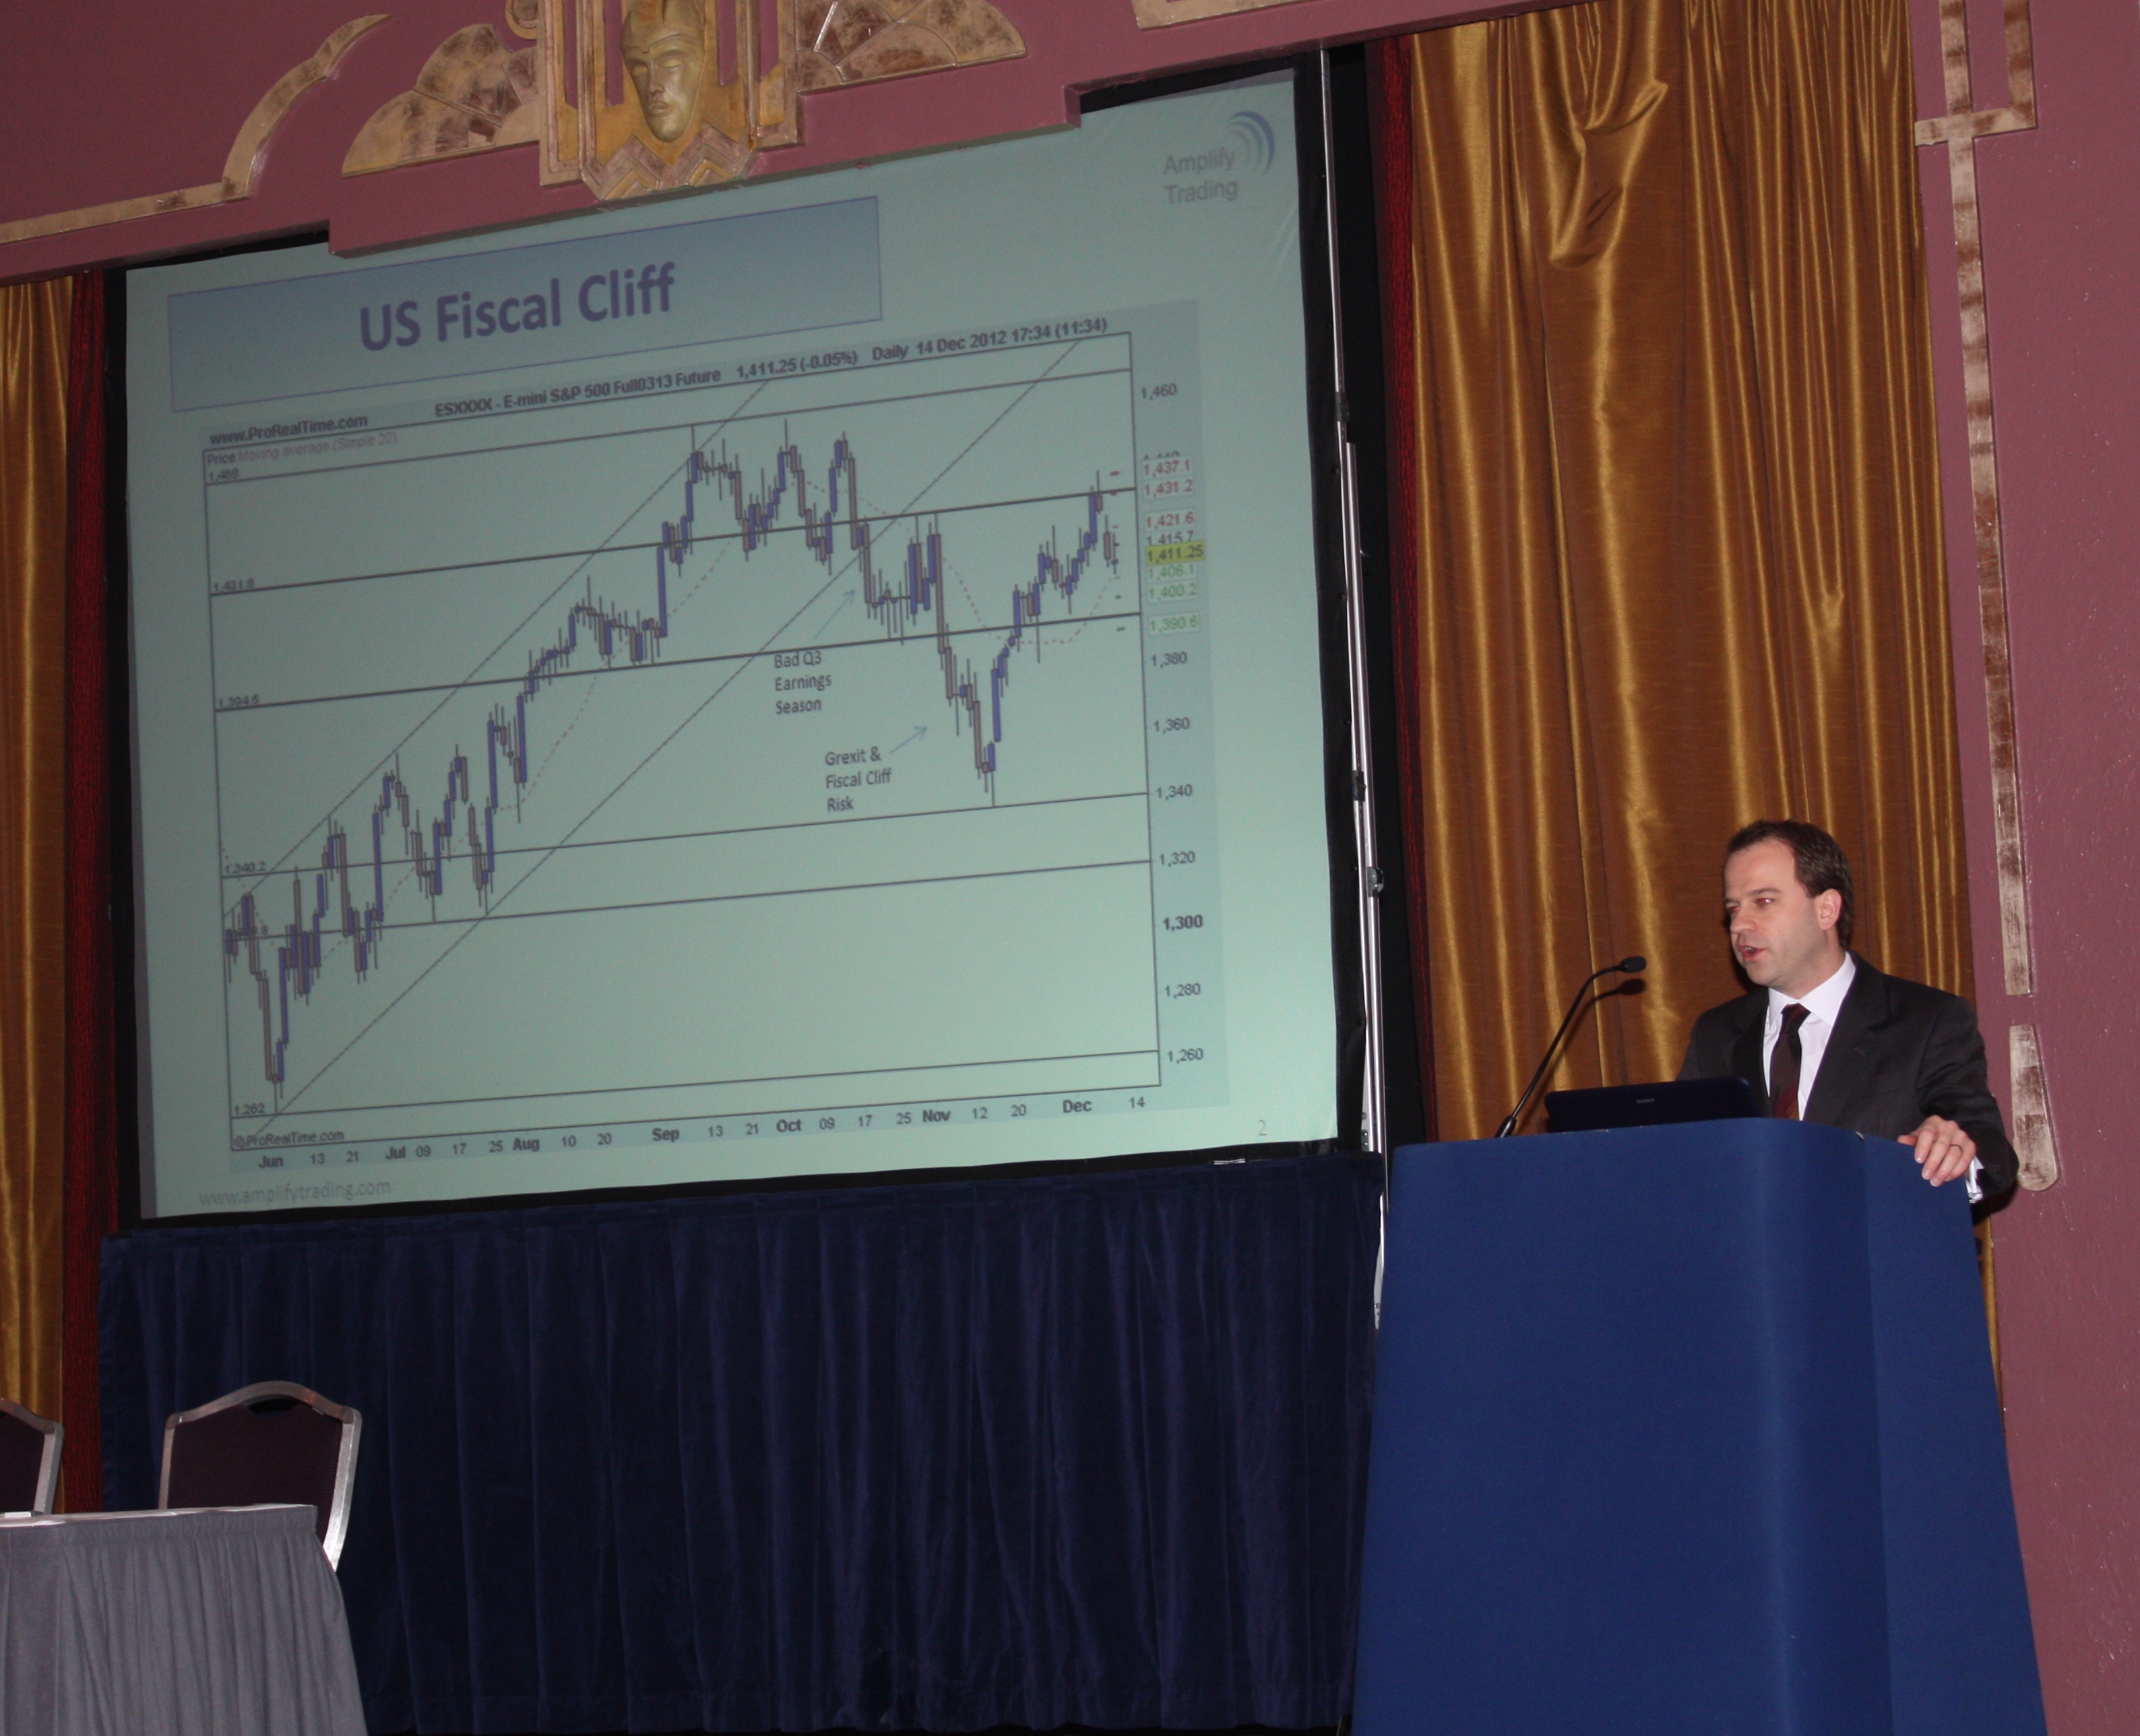 Amplify
Trading
US Fiscal Cliff
ESXXXX - E-mini S&P 500 Full0313 Future 1,411.25 (-0.05%) Daily 14 Dec 2012 17:34 (11:34)
www.ProRealTime.com
Price Moving average (Simple 20)
1,469
1,460
1,437.1
1,431.2
1,421.6
1,415.7
1,411.25
1,406.1
1,400.2
1,390.6
1,431.8
1,394.6
1,380
Bad Q3
Earnings
Season
1,360
Grexit &
Fiscal Cliff
Risk
1,340
1,340.2
1,320
1,300
1,280
1,260
1,262
©ProRealTime.com
Jun 13 21 Jul 09 17 25 Aug 10 20 Sep 13 21 Oct 09 17 25 Nov 12 20 Dec 14
www.amplifytrading.com
2
SONY